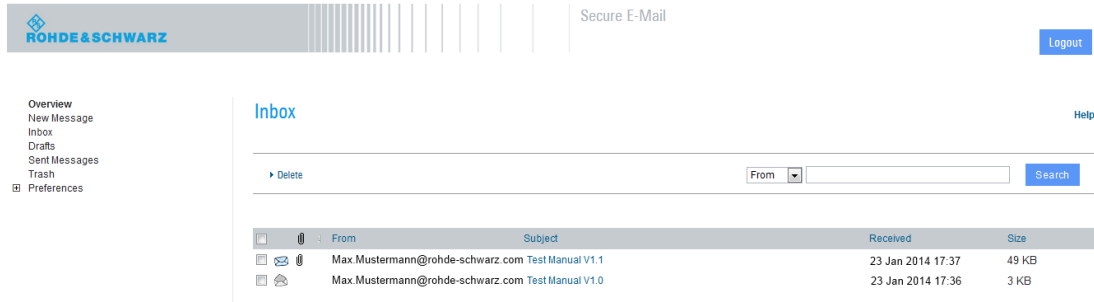 Secure E-Mail
ROHDE&SCHWARZ
Logout
Overview
New Message
Inbox
Drafts
Sent Messages
Trash
Preferences
Inbox
Help
Delete
From
Search
From Subject Received Size
Max.Mustermann@rohde-schwarz.com Test Manual V1.1 23 Jan 2014 17:37 49 KB
Max.Mustermann@rohde-schwarz.com Test Manual V1.0 23 Jan 2014 17:36 3 KB